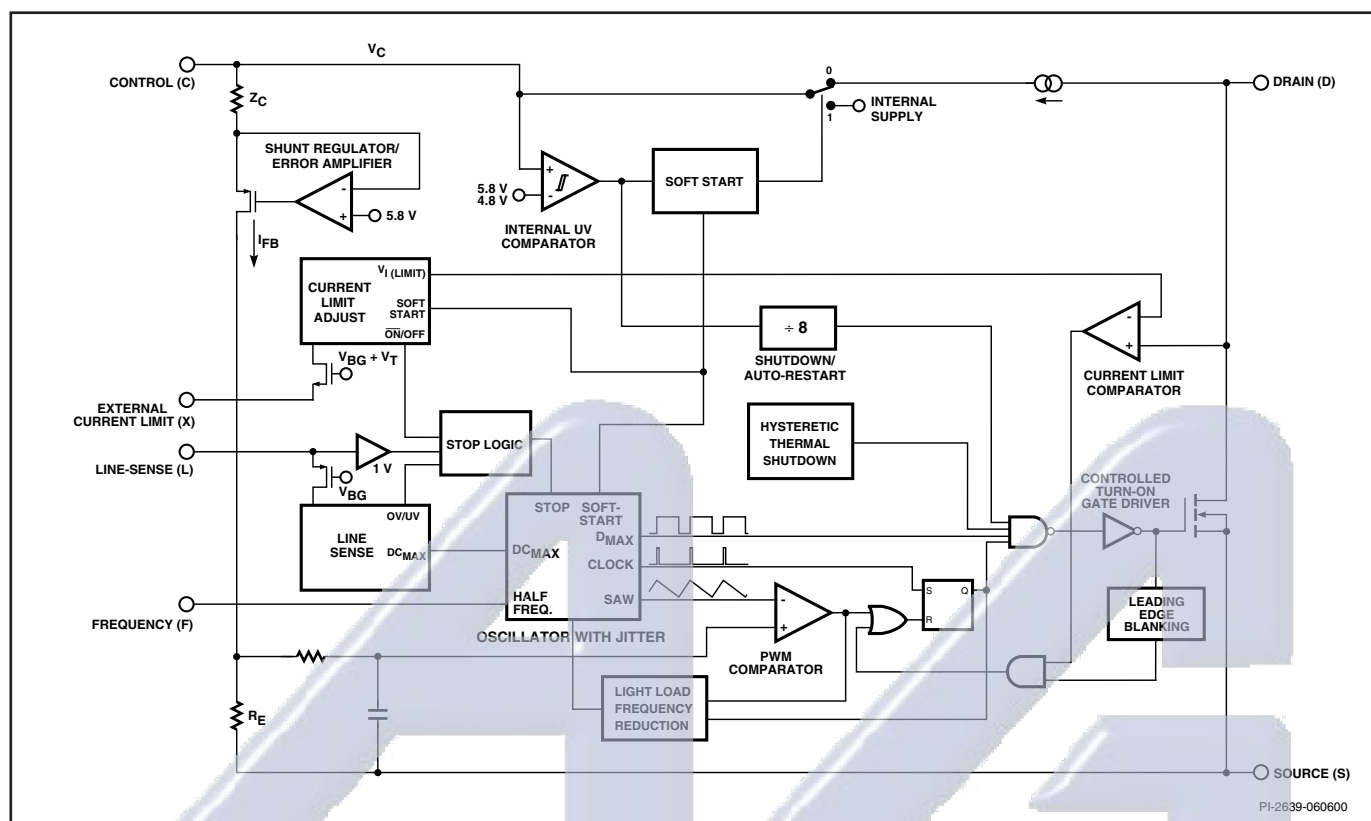 V_C
CONTROL (C)
Z_C
0
1
INTERNAL
SUPPLY
DRAIN (D)
SHUNT REGULATOR/
ERROR AMPLIFIER
-
+
5.8 V
I_FB
+
-
5.8 V
4.8 V
INTERNAL UV
COMPARATOR
SOFT START
CURRENT
LIMIT
ADJUST
V_I (LIMIT)
SOFT
START
ON/OFF
V_BG + V_T
÷ 8
SHUTDOWN/
AUTO-RESTART
-
+
CURRENT LIMIT
COMPARATOR
EXTERNAL
CURRENT LIMIT (X)
LINE-SENSE (L)
1 V
V_BG
STOP LOGIC
HYSTERETIC
THERMAL
SHUTDOWN
CONTROLLED
TURN-ON
GATE DRIVER
OV/UV
LINE
SENSE
DC_MAX
STOP
SOFT-
START
DC_MAX
D_MAX
CLOCK
HALF
FREQ.
SAW
OSCILLATOR WITH JITTER
FREQUENCY (F)
-
+
PWM
COMPARATOR
S
Q
R
LEADING
EDGE
BLANKING
LIGHT LOAD
FREQUENCY
REDUCTION
R_E
SOURCE (S)
PI-2639-060600